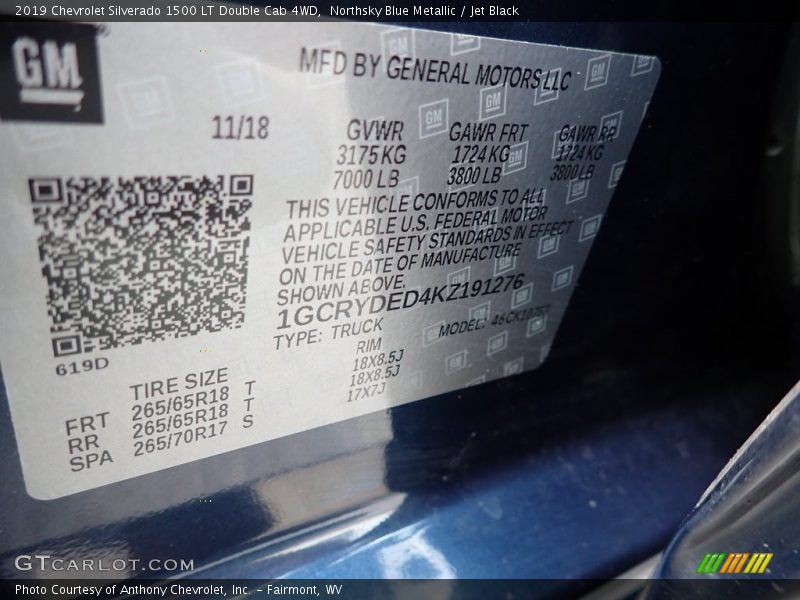 2019 Chevrolet Silverado 1500 LT Double Cab 4WD, Northsky Blue Metallic / Jet Black
GM
MFD BY GENERAL MOTORS LLC
11/18 GVWR GAWR FRT GAWR RR
3175 KG 1724 KG 1724 KG
7000 LB 3800 LB 3800 LB
THIS VEHICLE CONFORMS TO ALL
APPLICABLE U.S. FEDERAL MOTOR
VEHICLE SAFETY STANDARDS IN EFFECT
ON THE DATE OF MANUFACTURE
SHOWN ABOVE.
1GCRYDED4KZ191276
TYPE: TRUCK MODEL:
619D
TIRE SIZE RIM
FRT 265/65R18 T 18X8.5J
RR 265/65R18 T 18X8.5J
SPA 265/70R17 S 17X7J
GTCARLOT.COM
Photo Courtesy of Anthony Chevrolet, Inc. – Fairmont, WV